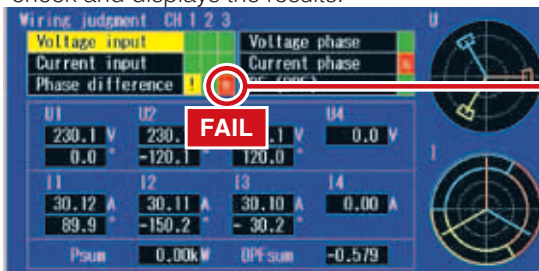 check and displays the results.
Wiring judgment CH 1 2 3
U
Voltage input
Voltage phase
Current input
Current phase
Phase difference !
PF (DPF)
U1 U2 U4
230.1 V 230. .1 V 0.0 V
FAIL
0.0 ° -120.1 ° 120.0 °
I
I1 I2 I3 I4
30.12 A 30.11 A 30.10 A 0.00 A
89.9 ° -150.2 ° - 30.2 °
Psum 0.00kW DPFsum -0.579